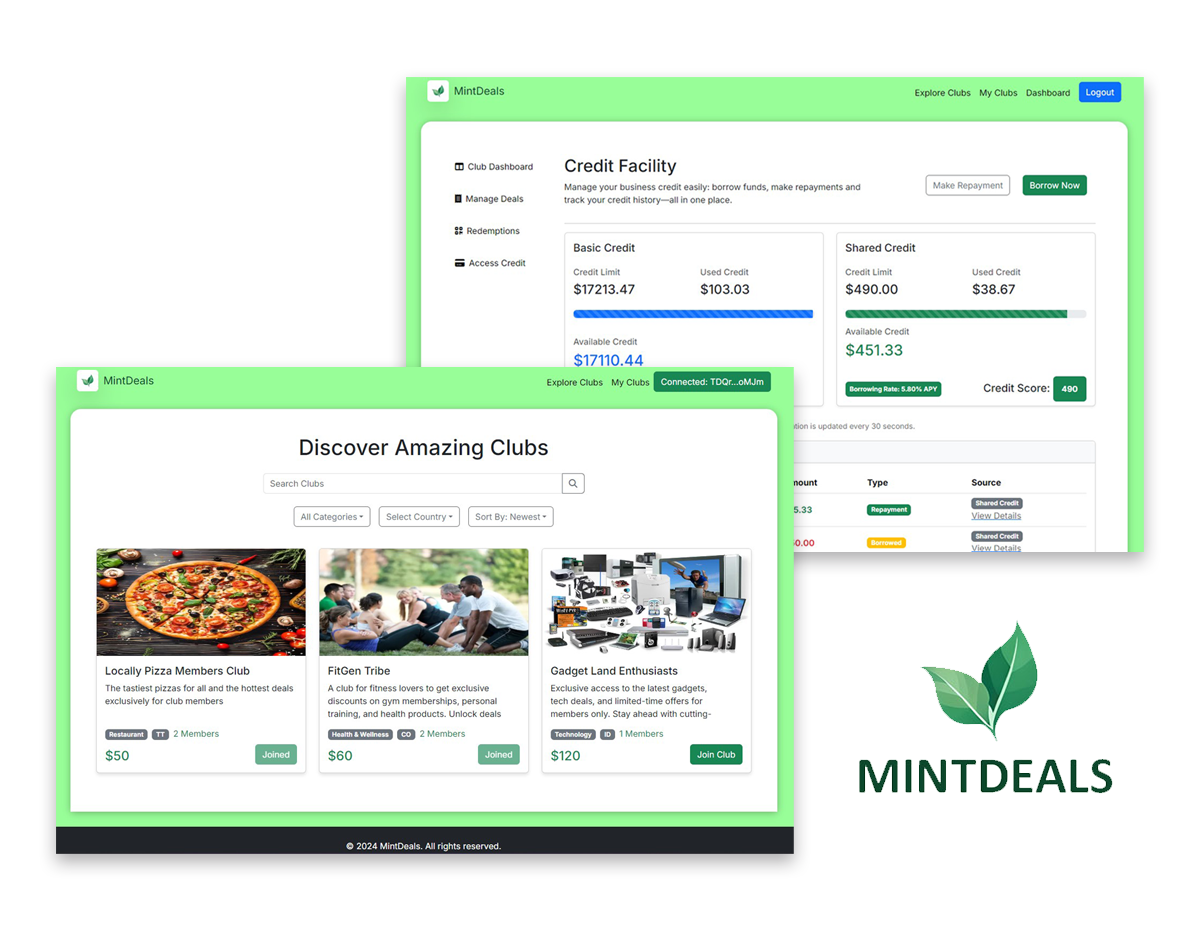 MintDeals
Explore Clubs My Clubs Dashboard Logout
Club Dashboard
Manage Deals
Redemptions
Access Credit
Credit Facility
Manage your business credit easily: borrow funds, make repayments and
track your credit history—all in one place.
Make Repayment
Borrow Now
Basic Credit
Credit Limit
$17213.47
Used Credit
$103.03
Available Credit
$17110.44
Shared Credit
Credit Limit
$490.00
Used Credit
$38.67
Available Credit
$451.33
Borrowing Rate: 5.80% APY
Credit Score: 490
is updated every 30 seconds.
Type
Source
5.33
Repayment
Shared Credit
View Details
0.00
Borrowed
Shared Credit
View Details
MintDeals
Explore Clubs My Clubs Connected: TDQr...oMJm
Discover Amazing Clubs
Search Clubs
All Categories
Select Country
Sort By: Newest
Locally Pizza Members Club
The tastiest pizzas for all and the hottest deals
exclusively for club members
Restaurant TT 2 Members
$50
Joined
FitGen Tribe
A club for fitness lovers to get exclusive
discounts on gym memberships, personal
training, and health products. Unlock deals
Health & Wellness CO 2 Members
$60
Joined
Gadget Land Enthusiasts
Exclusive access to the latest gadgets,
tech deals, and limited-time offers for
members only. Stay ahead with cutting-
Technology ID 1 Members
$120
Join Club
© 2024 MintDeals. All rights reserved.
MINTDEALS